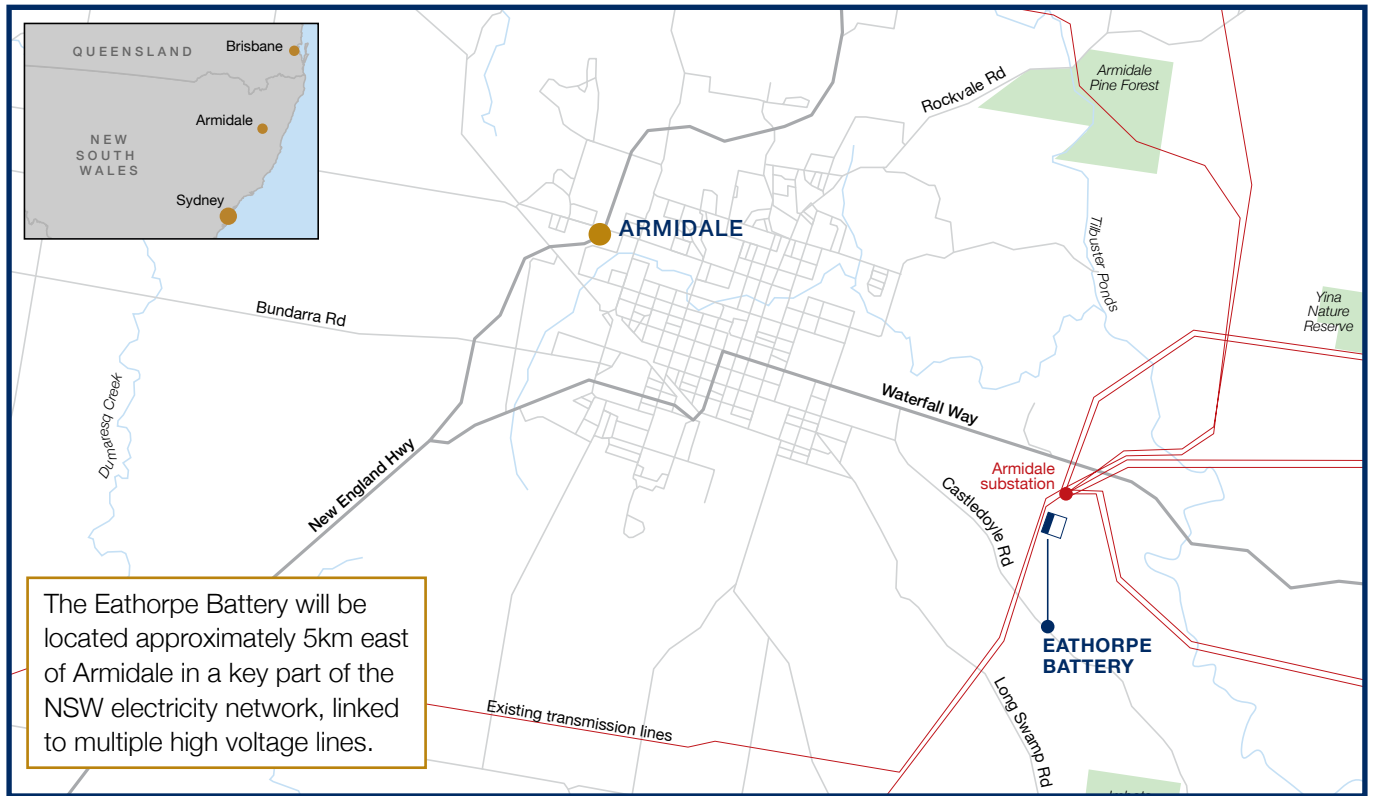 QUEENSLAND
Brisbane
Armidale
NEW
SOUTH
WALES
Sydney
Rockvale Rd
Armidale
Pine Forest
ARMIDALE
Tilbuster Ponds
Yina
Nature
Reserve
Bundarra Rd
Dumaresq Creek
Waterfall Way
New England Hwy
Armidale
substation
Castledoyle Rd
EATHORPE
BATTERY
Long Swamp Rd
Existing transmission lines
The Eathorpe Battery will be
located approximately 5km east
of Armidale in a key part of the
NSW electricity network, linked
to multiple high voltage lines.